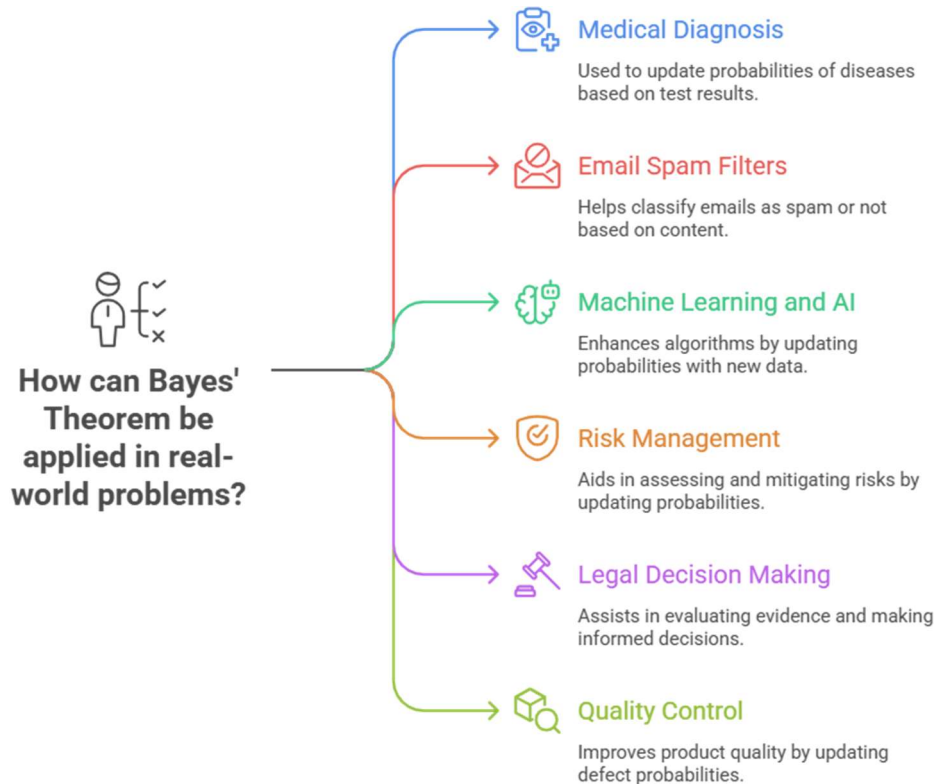 How can Bayes'
Theorem be
applied in real-
world problems?
Medical Diagnosis
Used to update probabilities of diseases
based on test results.
Email Spam Filters
Helps classify emails as spam or not
based on content.
Machine Learning and AI
Enhances algorithms by updating
probabilities with new data.
Risk Management
Aids in assessing and mitigating risks by
updating probabilities.
Legal Decision Making
Assists in evaluating evidence and making
informed decisions.
Quality Control
Improves product quality by updating
defect probabilities.